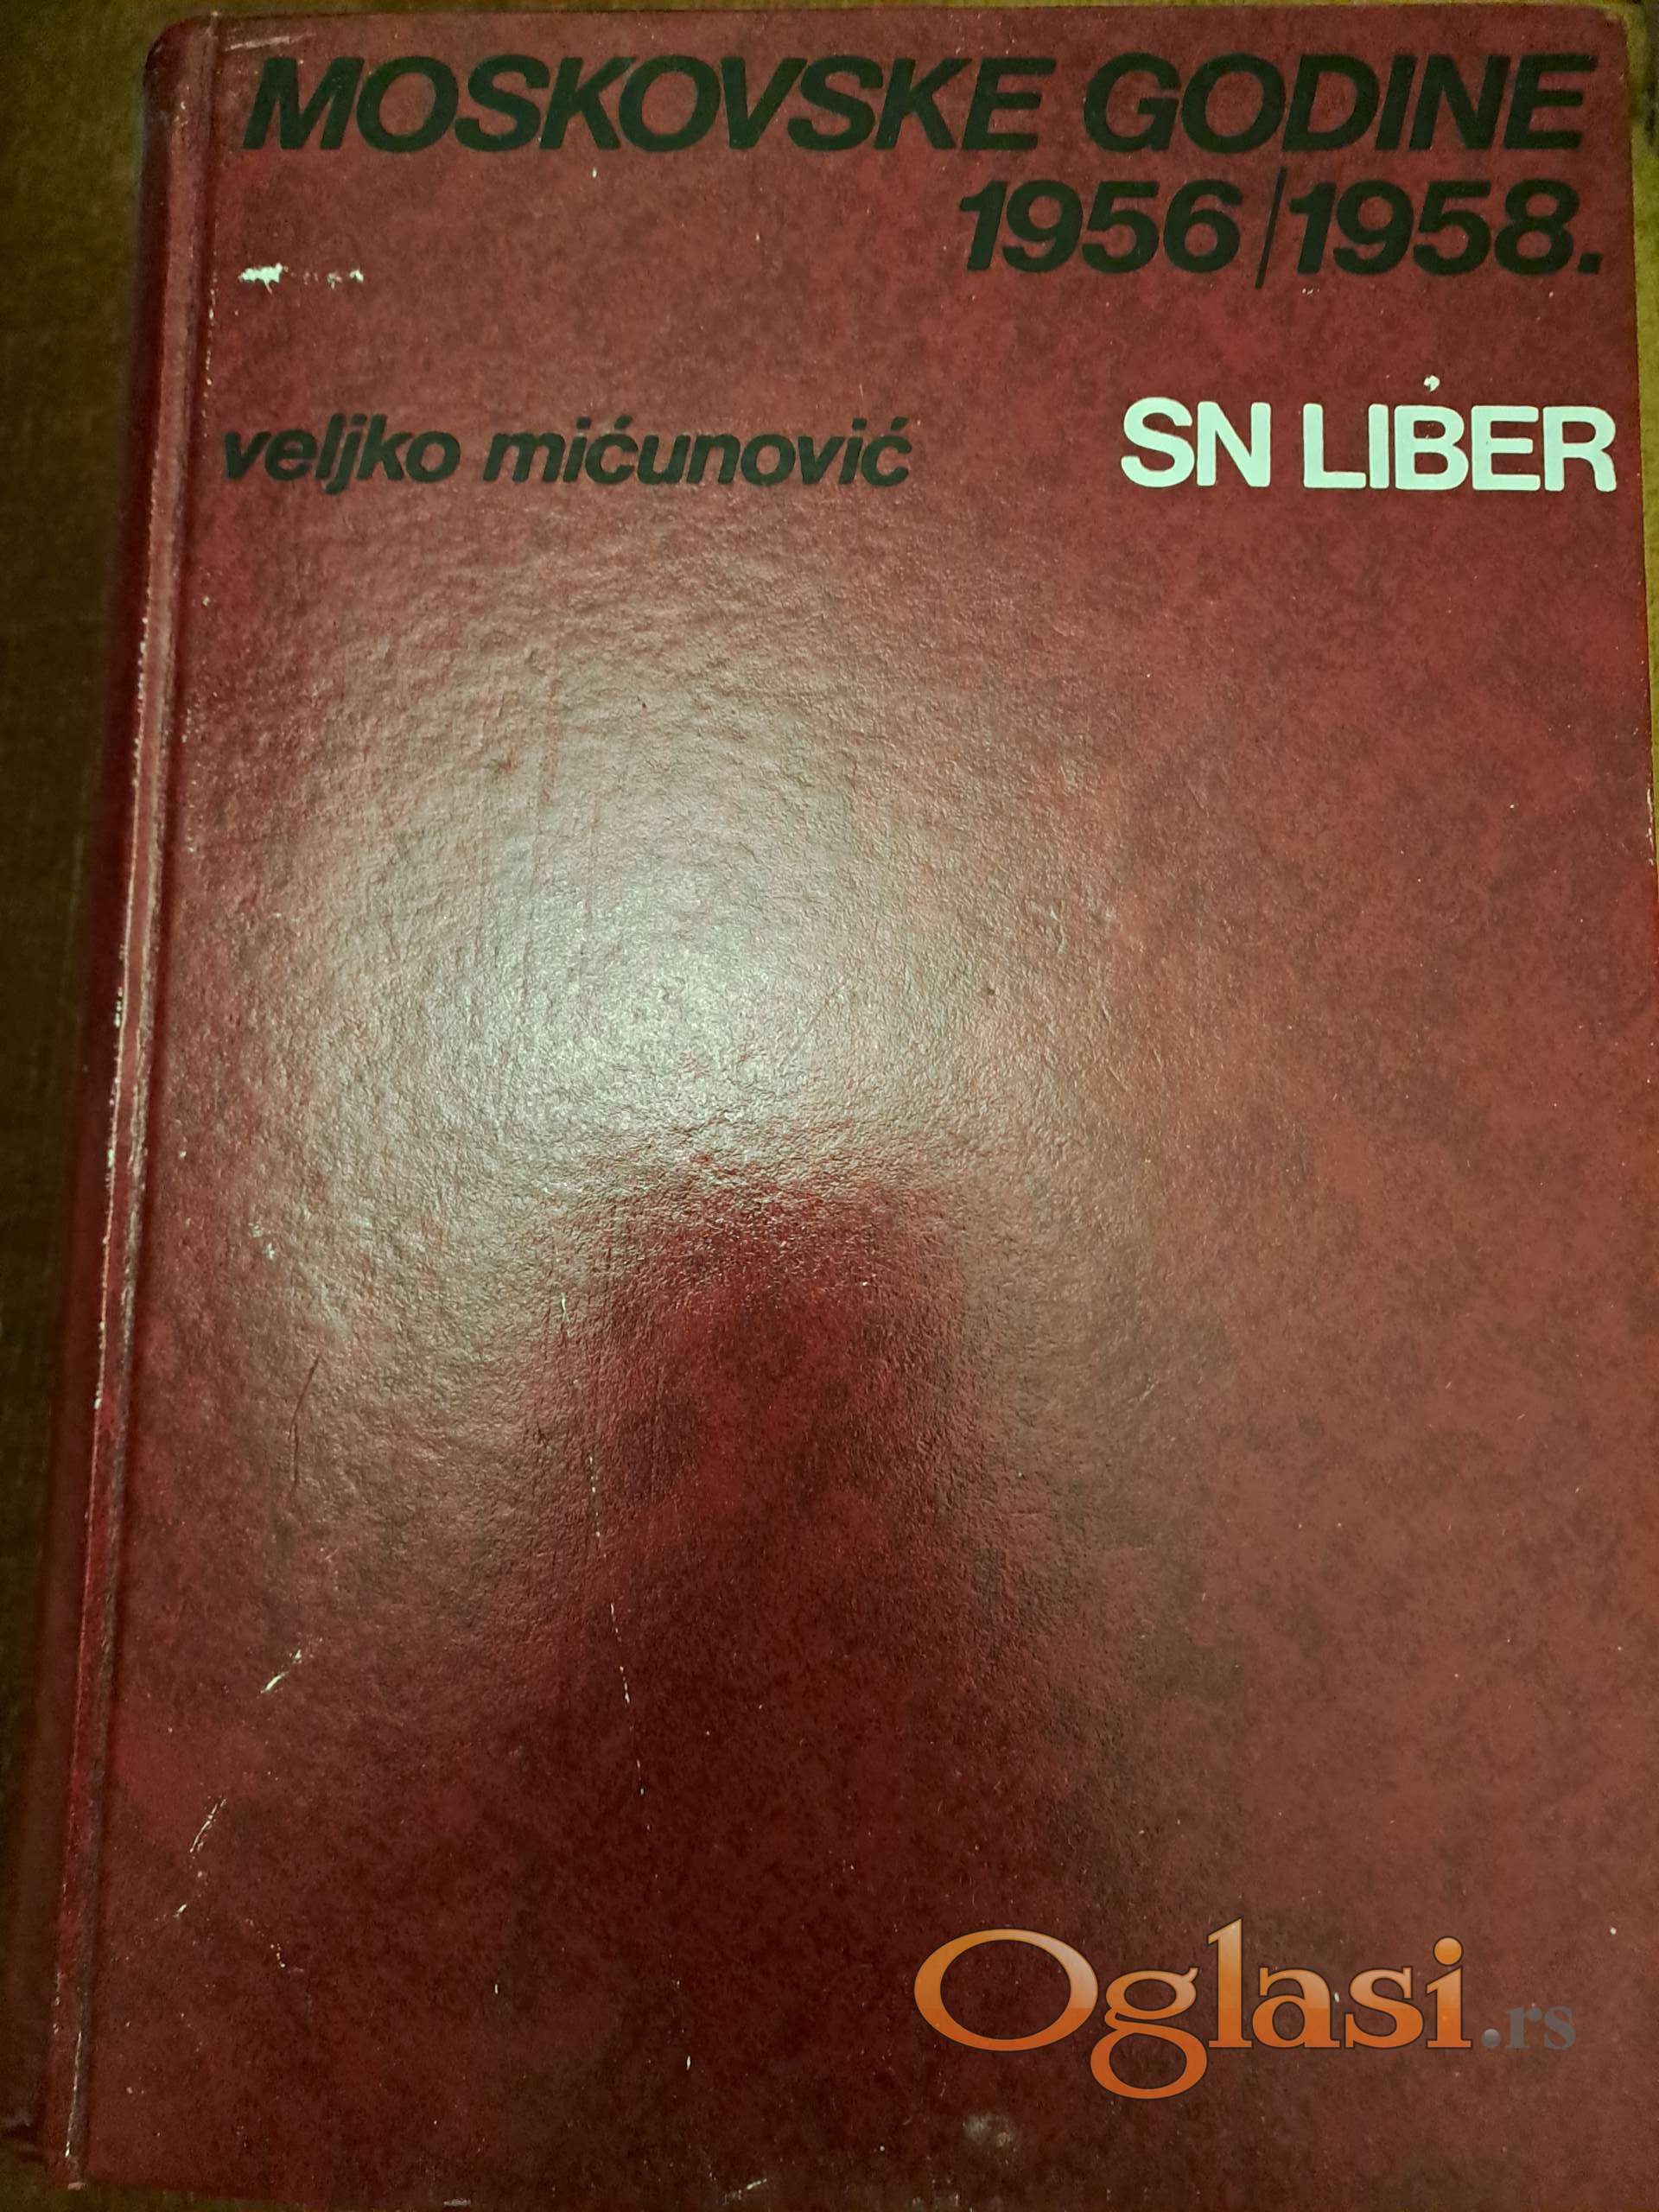 MOSKOVSKE GODINE
1956/1958.
veljko mićunović
SN LIBER
Oglasi.rs